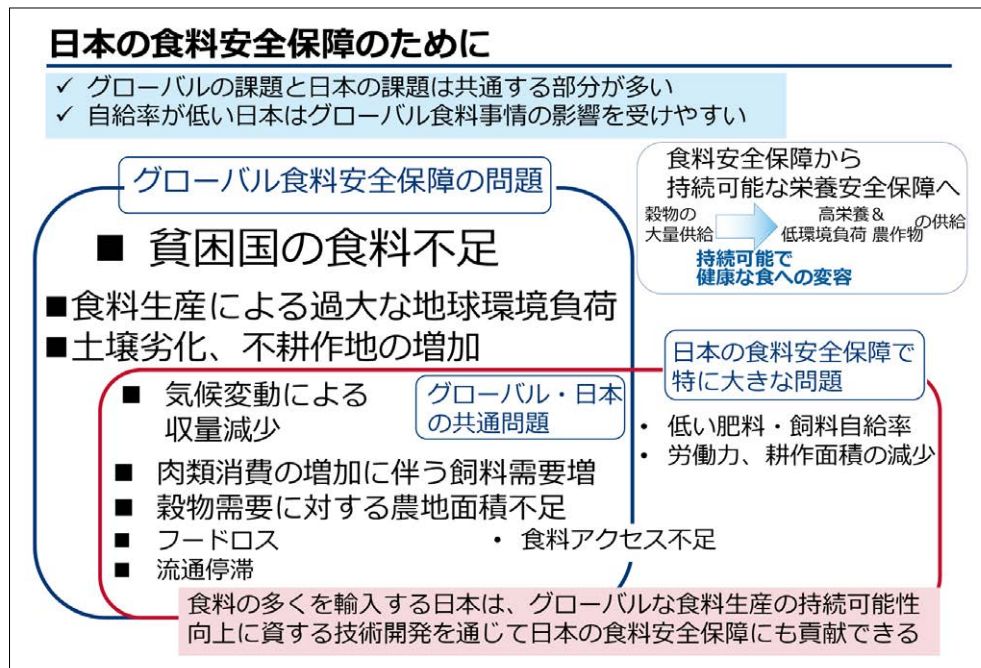 日本の食料安全保障のために
✓ グローバルの課題と日本の課題は共通する部分が多い
✓ 自給率が低い日本はグローバル食料事情の影響を受けやすい
グローバル食料安全保障の問題
■ 貧困国の食料不足
■食料生産による過大な地球環境負荷
■土壌劣化、不耕作地の増加
食料安全保障から
持続可能な栄養安全保障へ
穀物の
大量供給
高栄養&
低環境負荷 農作物の供給
持続可能で
健康な食への変容
日本の食料安全保障で
特に大きな問題
• 低い肥料・飼料自給率
• 労働力、耕作面積の減少
グローバル・日本
の共通問題
■ 気候変動による
収量減少
■ 肉類消費の増加に伴う飼料需要増
■ 穀物需要に対する農地面積不足
■ フードロス
• 食料アクセス不足
■ 流通停滞
食料の多くを輸入する日本は、グローバルな食料生産の持続可能性
向上に資する技術開発を通じて日本の食料安全保障にも貢献できる